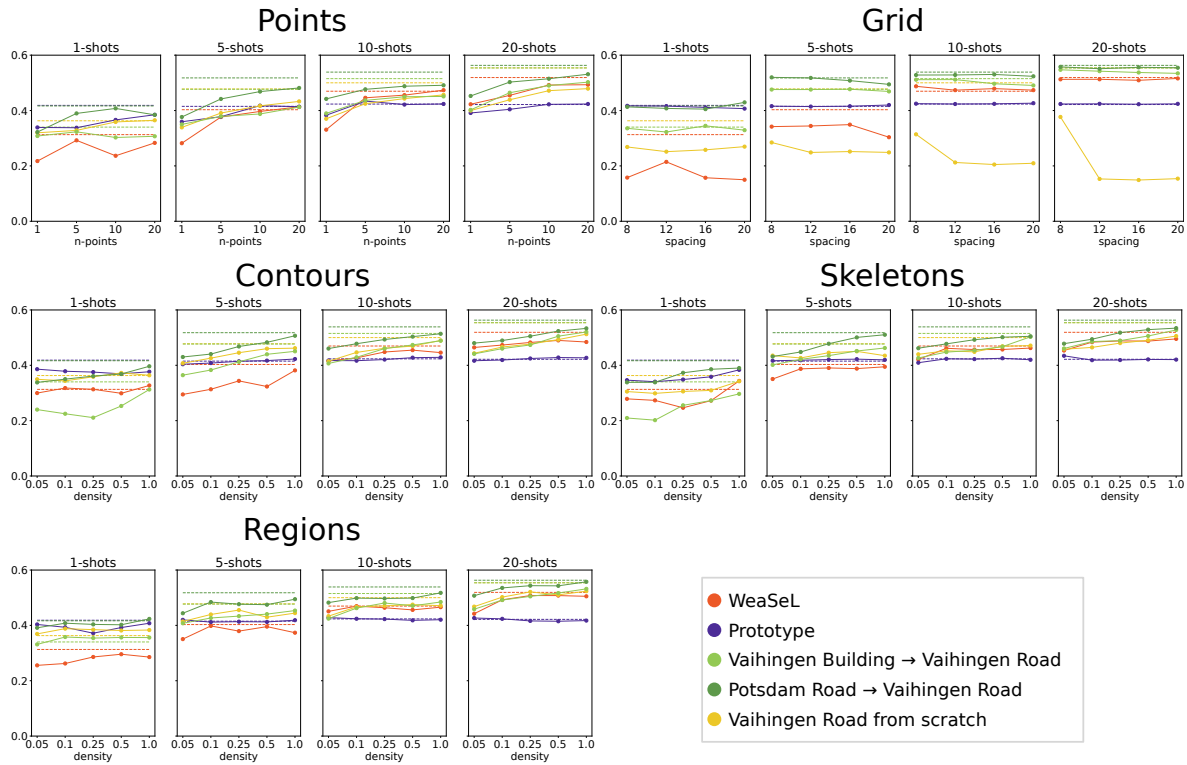 Points Grid
1-shots 5-shots 10-shots 20-shots 1-shots 5-shots 10-shots 20-shots
0.6
0.4
0.2
0.0
1 5 10 20 1 5 10 20 1 5 10 20 1 5 10 20 8 12 16 20 8 12 16 20 8 12 16 20 8 12 16 20
n-points n-points n-points n-points spacing spacing spacing spacing
Contours Skeletons
1-shots 5-shots 10-shots 20-shots 1-shots 5-shots 10-shots 20-shots
0.6
0.4
0.2
0.0
0.05 0.1 0.25 0.5 1.0 0.05 0.1 0.25 0.5 1.0 0.05 0.1 0.25 0.5 1.0 0.05 0.1 0.25 0.5 1.0 0.05 0.1 0.25 0.5 1.0 0.05 0.1 0.25 0.5 1.0 0.05 0.1 0.25 0.5 1.0 0.05 0.1 0.25 0.5 1.0
density density density density density density density density
Regions
1-shots 5-shots 10-shots 20-shots
0.6
0.4
0.2
0.0
0.05 0.1 0.25 0.5 1.0 0.05 0.1 0.25 0.5 1.0 0.05 0.1 0.25 0.5 1.0 0.05 0.1 0.25 0.5 1.0
density density density density
WeaSeL
Prototype
Vaihingen Building → Vaihingen Road
Potsdam Road → Vaihingen Road
Vaihingen Road from scratch